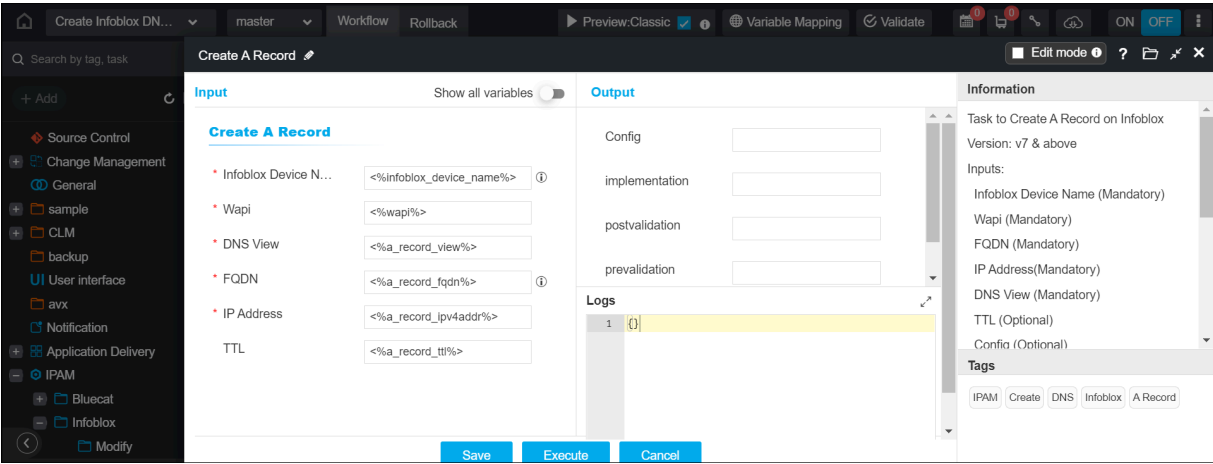 Create Infoblox DN...
master
Workflow
Rollback
Preview:Classic
Variable Mapping
Validate
0
0
ON
OFF
Search by tag, task
+ Add
Source Control
Change Management
General
sample
CLM
backup
UI User interface
avx
Notification
Application Delivery
IPAM
Bluecat
Infoblox
Modify
Create A Record
Edit mode
?
Input
Show all variables
Create A Record
* Infoblox Device N...
<%infoblox_device_name%>
* Wapi
<%wapi%>
* DNS View
<%a_record_view%>
* FQDN
<%a_record_fqdn%>
* IP Address
<%a_record_ipv4addr%>
TTL
<%a_record_ttl%>
Output
Config
implementation
postvalidation
prevalidation
Logs
1 {}
Save
Execute
Cancel
Information
Task to Create A Record on Infoblox
Version: v7 & above
Inputs:
Infoblox Device Name (Mandatory)
Wapi (Mandatory)
FQDN (Mandatory)
IP Address(Mandatory)
DNS View (Mandatory)
TTL (Optional)
Config (Optional)
Tags
IPAM
Create
DNS
Infoblox
A Record